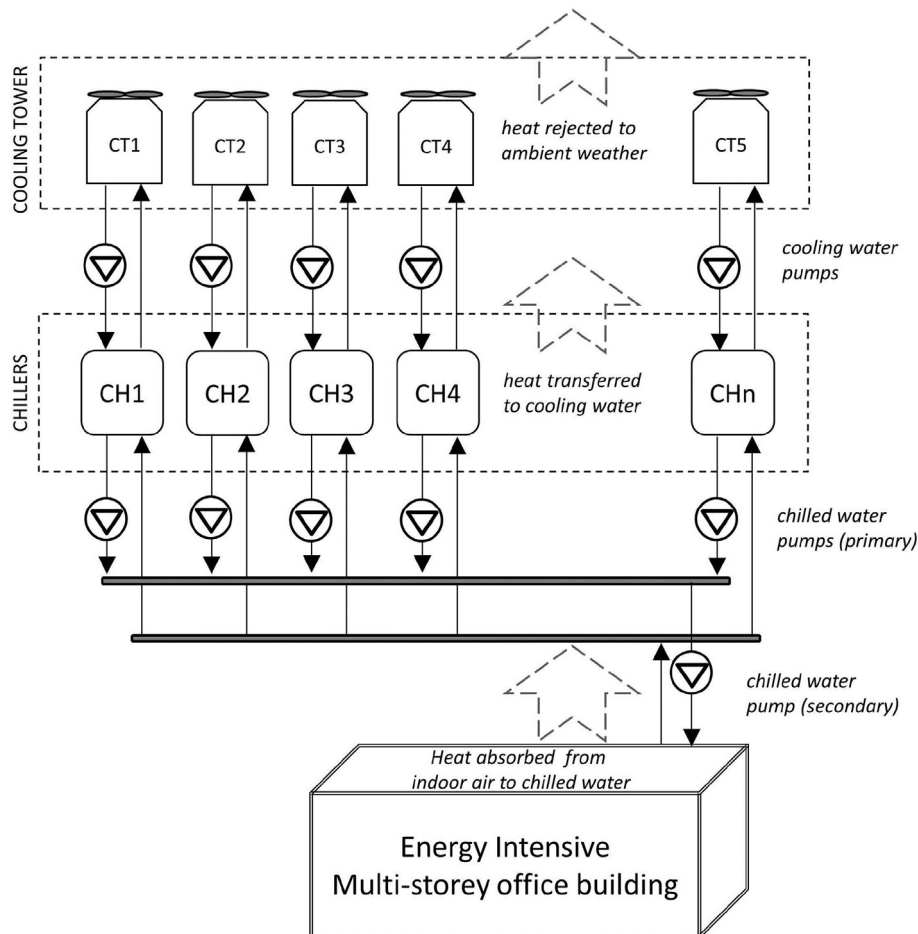 COOLING TOWER
CT1
CT2
CT3
CT4
CT5
heat rejected to
ambient weather
cooling water
pumps
CHILLERS
CH1
CH2
CH3
CH4
CHn
heat transferred
to cooling water
chilled water
pumps (primary)
chilled water
pump (secondary)
Heat absorbed from
indoor air to chilled water
Energy Intensive
Multi-storey office building